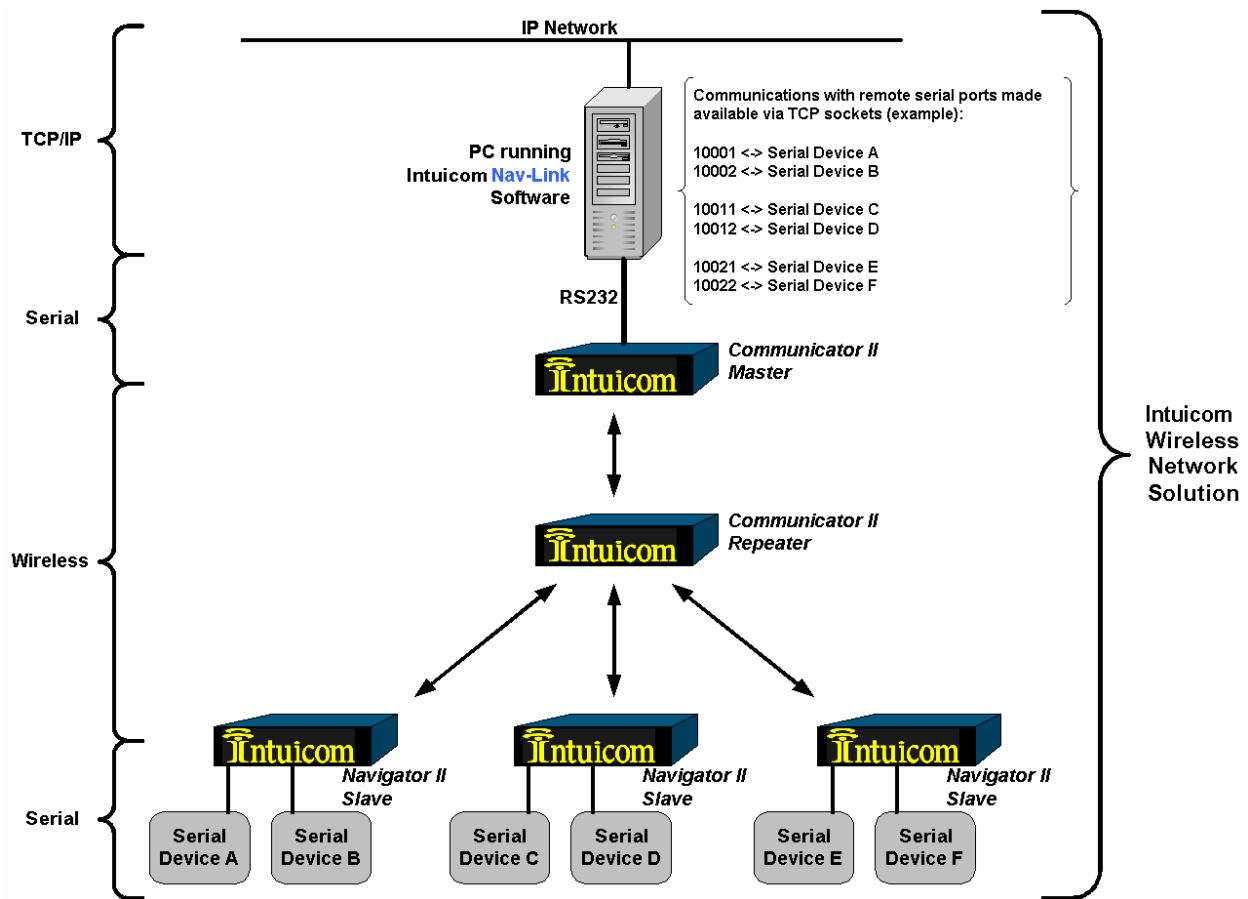 IP Network
TCP/IP
PC running
Intuicom Nav-Link
Software
Communications with remote serial ports made
available via TCP sockets (example):
10001 <-> Serial Device A
10002 <-> Serial Device B
10011 <-> Serial Device C
10012 <-> Serial Device D
10021 <-> Serial Device E
10022 <-> Serial Device F
RS232
Serial
Intuicom
Communicator II
Master
Intuicom
Wireless
Network
Solution
Intuicom
Communicator II
Repeater
Wireless
Intuicom
Navigator II
Slave
Intuicom
Navigator II
Slave
Intuicom
Navigator II
Slave
Serial
Serial
Device A
Serial
Device B
Serial
Device C
Serial
Device D
Serial
Device E
Serial
Device F